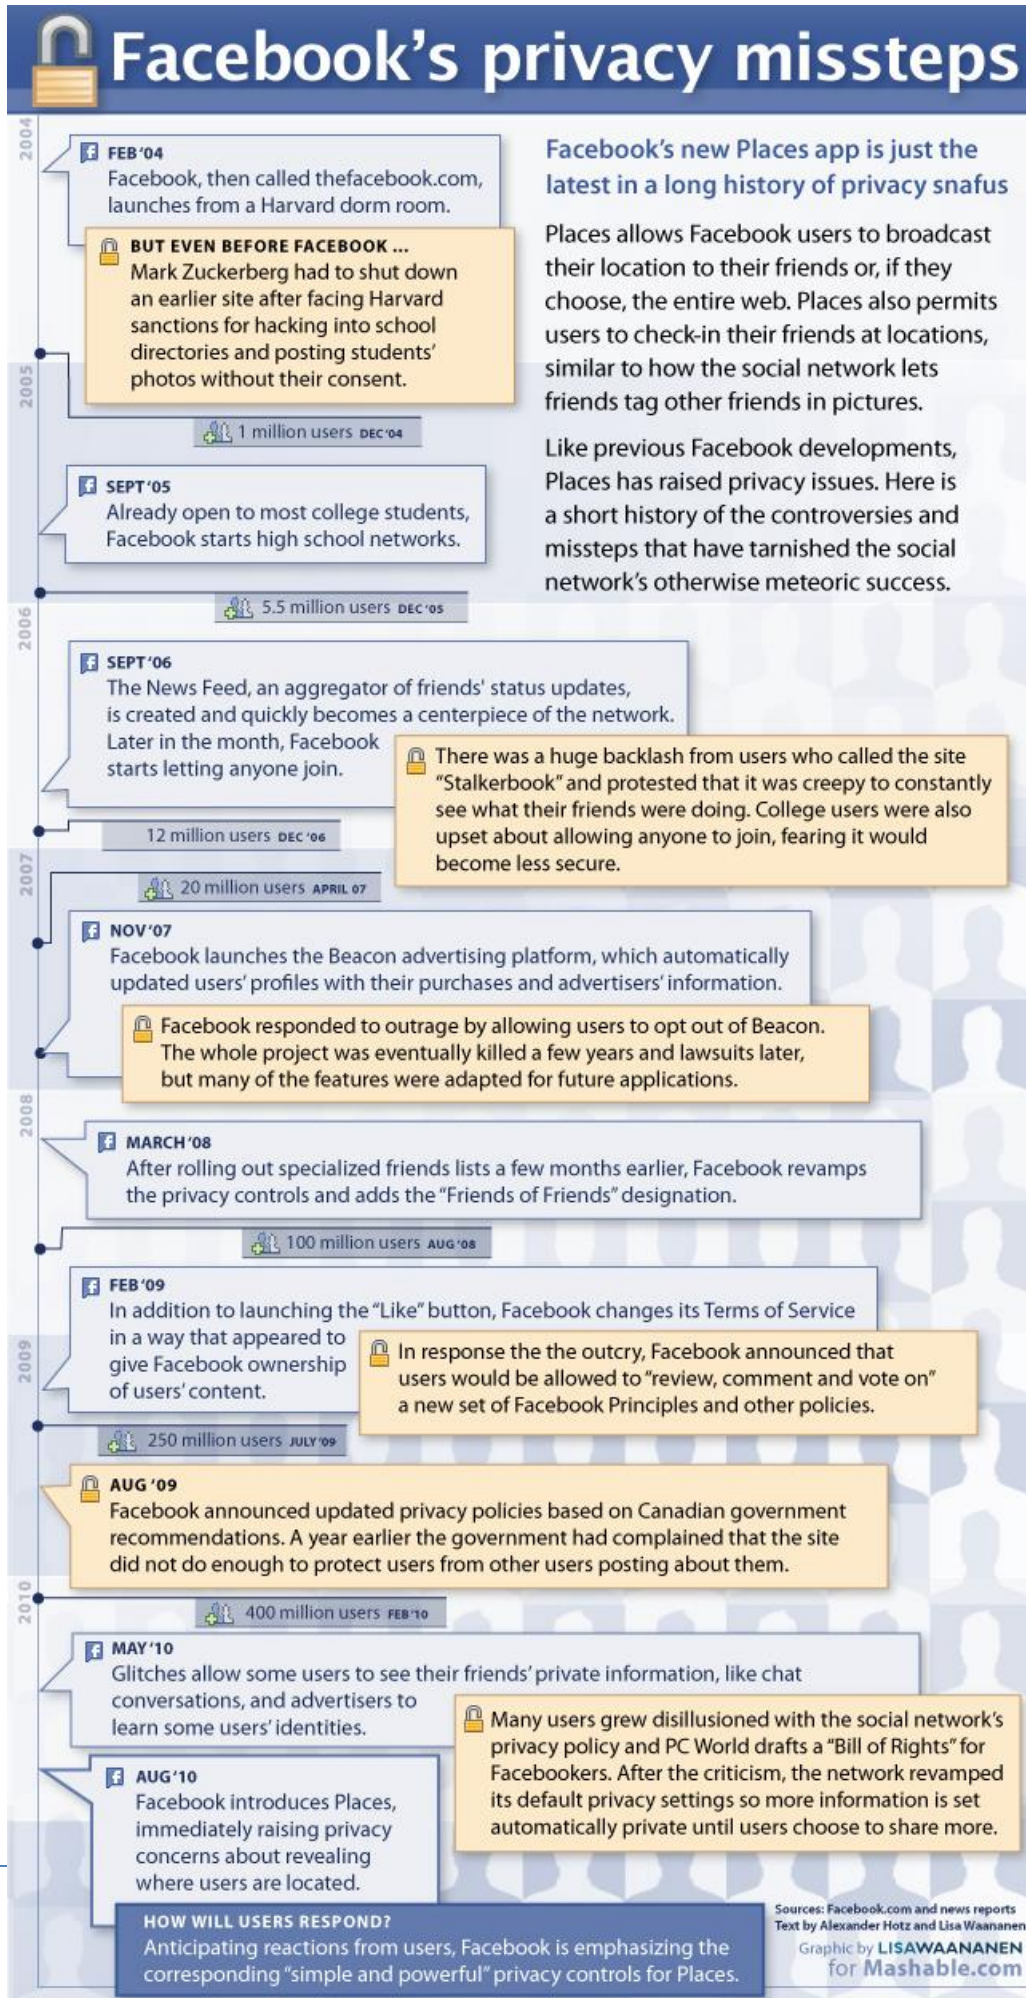 Facebook's privacy missteps
2004
FEB'04
Facebook, then called thefacebook.com,
launches from a Harvard dorm room.
BUT EVEN BEFORE FACEBOOK ...
Mark Zuckerberg had to shut down
an earlier site after facing Harvard
sanctions for hacking into school
directories and posting students'
photos without their consent.
Facebook's new Places app is just the
latest in a long history of privacy snafus
Places allows Facebook users to broadcast
their location to their friends or, if they
choose, the entire web. Places also permits
users to check-in their friends at locations,
similar to how the social network lets
friends tag other friends in pictures.
Like previous Facebook developments,
Places has raised privacy issues. Here is
a short history of the controversies and
missteps that have tarnished the social
network's otherwise meteoric success.
2005
1 million users DEC'04
SEPT'05
Already open to most college students,
Facebook starts high school networks.
5.5 million users DEC'05
2006
SEPT'06
The News Feed, an aggregator of friends' status updates,
is created and quickly becomes a centerpiece of the network.
Later in the month, Facebook
starts letting anyone join.
There was a huge backlash from users who called the site
"Stalkerbook" and protested that it was creepy to constantly
see what their friends were doing. College users were also
upset about allowing anyone to join, fearing it would
become less secure.
12 million users DEC'06
2007
20 million users APRIL 07
NOV'07
Facebook launches the Beacon advertising platform, which automatically
updated users' profiles with their purchases and advertisers' information.
Facebook responded to outrage by allowing users to opt out of Beacon.
The whole project was eventually killed a few years and lawsuits later,
but many of the features were adapted for future applications.
2008
MARCH'08
After rolling out specialized friends lists a few months earlier, Facebook revamps
the privacy controls and adds the "Friends of Friends" designation.
100 million users AUG'08
FEB'09
In addition to launching the "Like" button, Facebook changes its Terms of Service
in a way that appeared to
give Facebook ownership
of users' content.
In response the the outcry, Facebook announced that
users would be allowed to "review, comment and vote on"
a new set of Facebook Principles and other policies.
2009
250 million users JULY'09
AUG '09
Facebook announced updated privacy policies based on Canadian government
recommendations. A year earlier the government had complained that the site
did not do enough to protect users from other users posting about them.
2010
400 million users FEB'10
MAY'10
Glitches allow some users to see their friends' private information, like chat
conversations, and advertisers to
learn some users' identities.
Many users grew disillusioned with the social network's
privacy policy and PC World drafts a "Bill of Rights" for
Facebookers. After the criticism, the network revamped
its default privacy settings so more information is set
automatically private until users choose to share more.
AUG'10
Facebook introduces Places,
immediately raising privacy
concerns about revealing
where users are located.
HOW WILL USERS RESPOND?
Anticipating reactions from users, Facebook is emphasizing the
corresponding "simple and powerful" privacy controls for Places.
Sources: Facebook.com and news reports
Text by Alexander Hotz and Lisa Waananen
Graphic by LISAWAANANEN
for Mashable.com